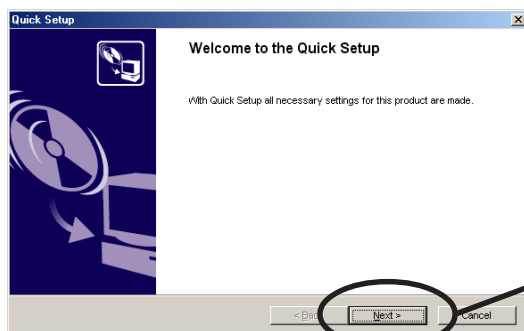 Quick Setup
Welcome to the Quick Setup
With Quick Setup all necessary settings for this product are made.
< Back Next > Cancel